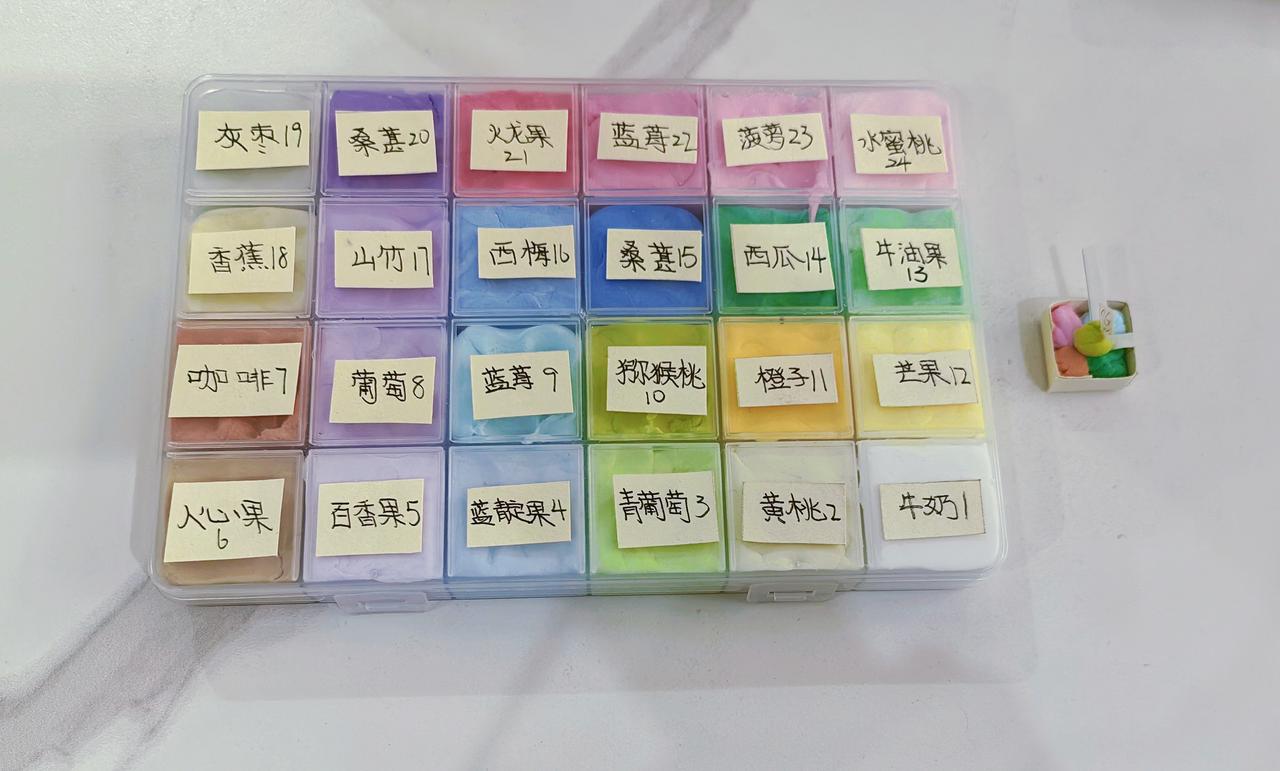 灰枣19
桑葚20
火龙果
21
蓝莓22
菠萝23
水蜜桃
24
香蕉18
山竹17
西梅16
桑葚15
西瓜14
牛油果
13
咖啡7
葡萄8
蓝莓9
猕猴桃
10
橙子11
芒果12
人心果
6
百香果5
蓝靛果4
青葡萄3
黄桃2
牛奶1